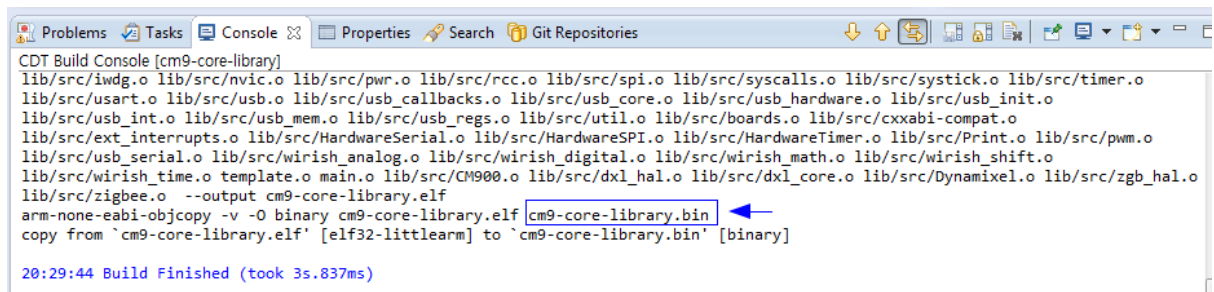 Problems Tasks Console Properties Search Git Repositories
CDT Build Console [cm9-core-library]
lib/src/iwdg.o lib/src/nvic.o lib/src/pwr.o lib/src/rcc.o lib/src/spi.o lib/src/syscalls.o lib/src/systick.o lib/src/timer.o
lib/src/usart.o lib/src/usb.o lib/src/usb_callbacks.o lib/src/usb_core.o lib/src/usb_hardware.o lib/src/usb_init.o
lib/src/usb_int.o lib/src/usb_mem.o lib/src/usb_regs.o lib/src/util.o lib/src/boards.o lib/src/cxxabi-compat.o
lib/src/ext_interrupts.o lib/src/HardwareSerial.o lib/src/HardwareSPI.o lib/src/HardwareTimer.o lib/src/Print.o lib/src/pwm.o
lib/src/usb_serial.o lib/src/wirish_analog.o lib/src/wirish_digital.o lib/src/wirish_math.o lib/src/wirish_shift.o
lib/src/wirish_time.o template.o main.o lib/src/CM900.o lib/src/dxl_hal.o lib/src/dxl_core.o lib/src/Dynamixel.o lib/src/zgb_hal.o
lib/src/zigbee.o   --output cm9-core-library.elf
arm-none-eabi-objcopy -v -O binary cm9-core-library.elf cm9-core-library.bin
copy from `cm9-core-library.elf' [elf32-littlearm] to `cm9-core-library.bin' [binary]
20:29:44 Build Finished (took 3s.837ms)